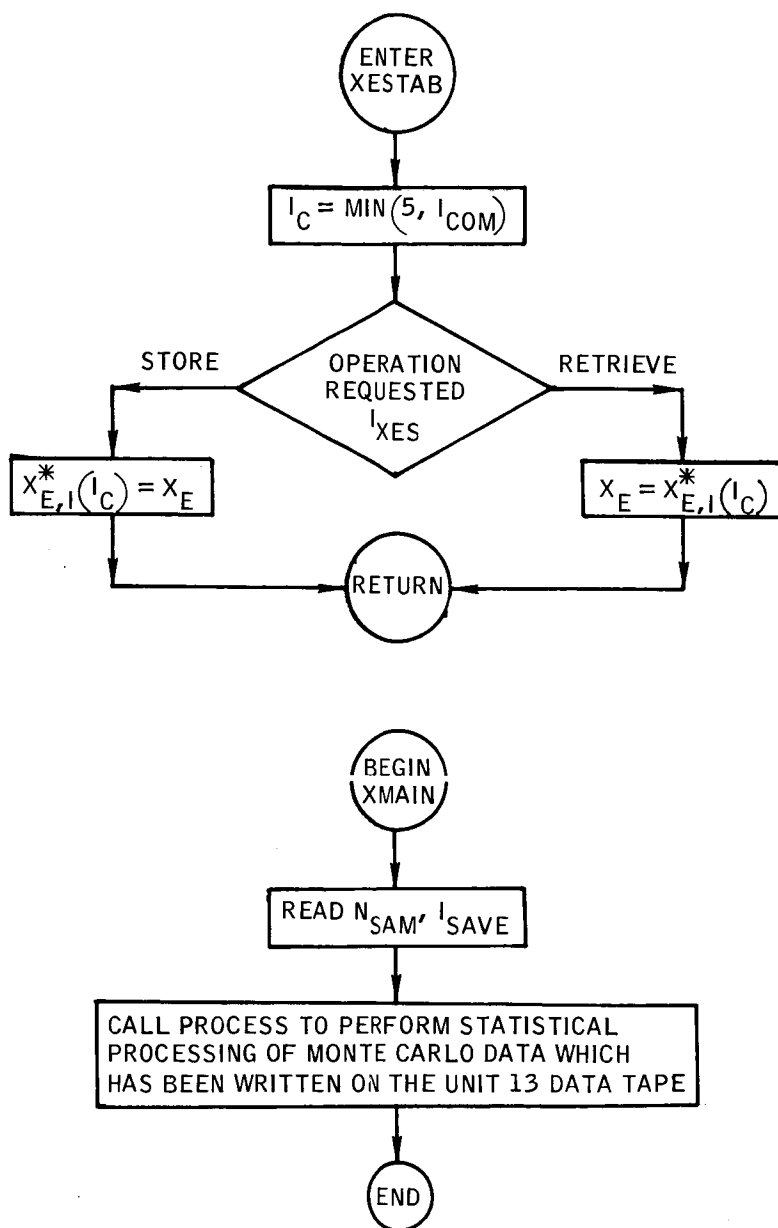 ENTER
XESTAB
I_C = MIN(5, I_COM)
STORE
OPERATION
REQUESTED
I_XES
RETRIEVE
X*_E,I(I_C) = X_E
X_E = X*_E,I(I_C)
RETURN
BEGIN
XMAIN
READ N_SAM, I_SAVE
CALL PROCESS TO PERFORM STATISTICAL
PROCESSING OF MONTE CARLO DATA WHICH
HAS BEEN WRITTEN ON THE UNIT 13 DATA TAPE
END